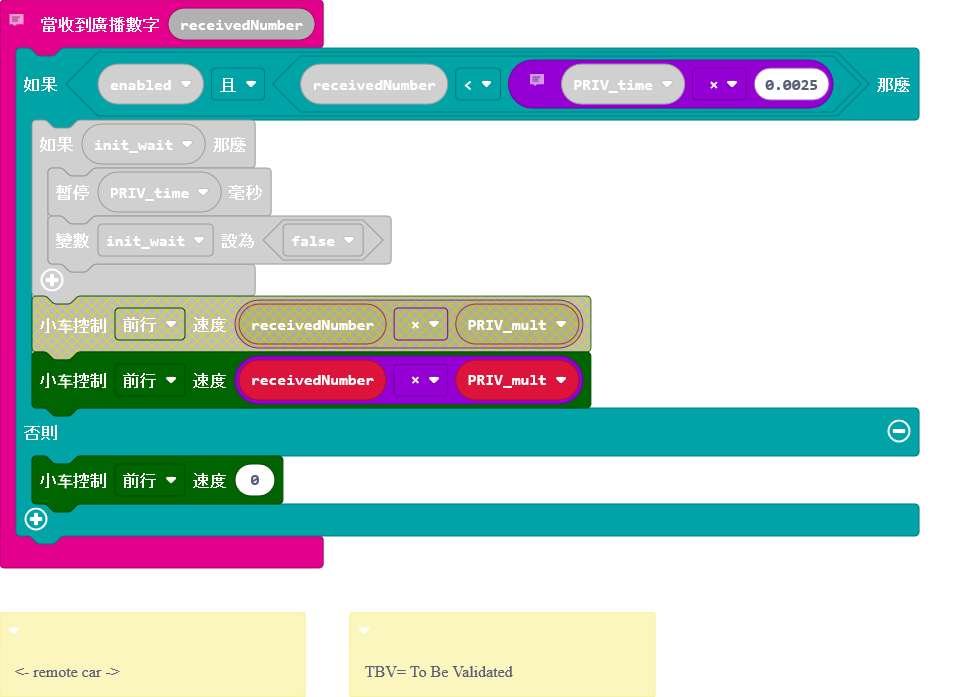 當收到廣播數字 receivedNumber
如果 enabled 且 receivedNumber < PRIV_time × 0.0025 那麼
如果 init_wait 那麼
暫停 PRIV_time 毫秒
變數 init_wait 設為 false
小车控制 前行 速度 receivedNumber × PRIV_mult
小车控制 前行 速度 receivedNumber × PRIV_mult
否則
小车控制 前行 速度 0
<- remote car ->
TBV= To Be Validated